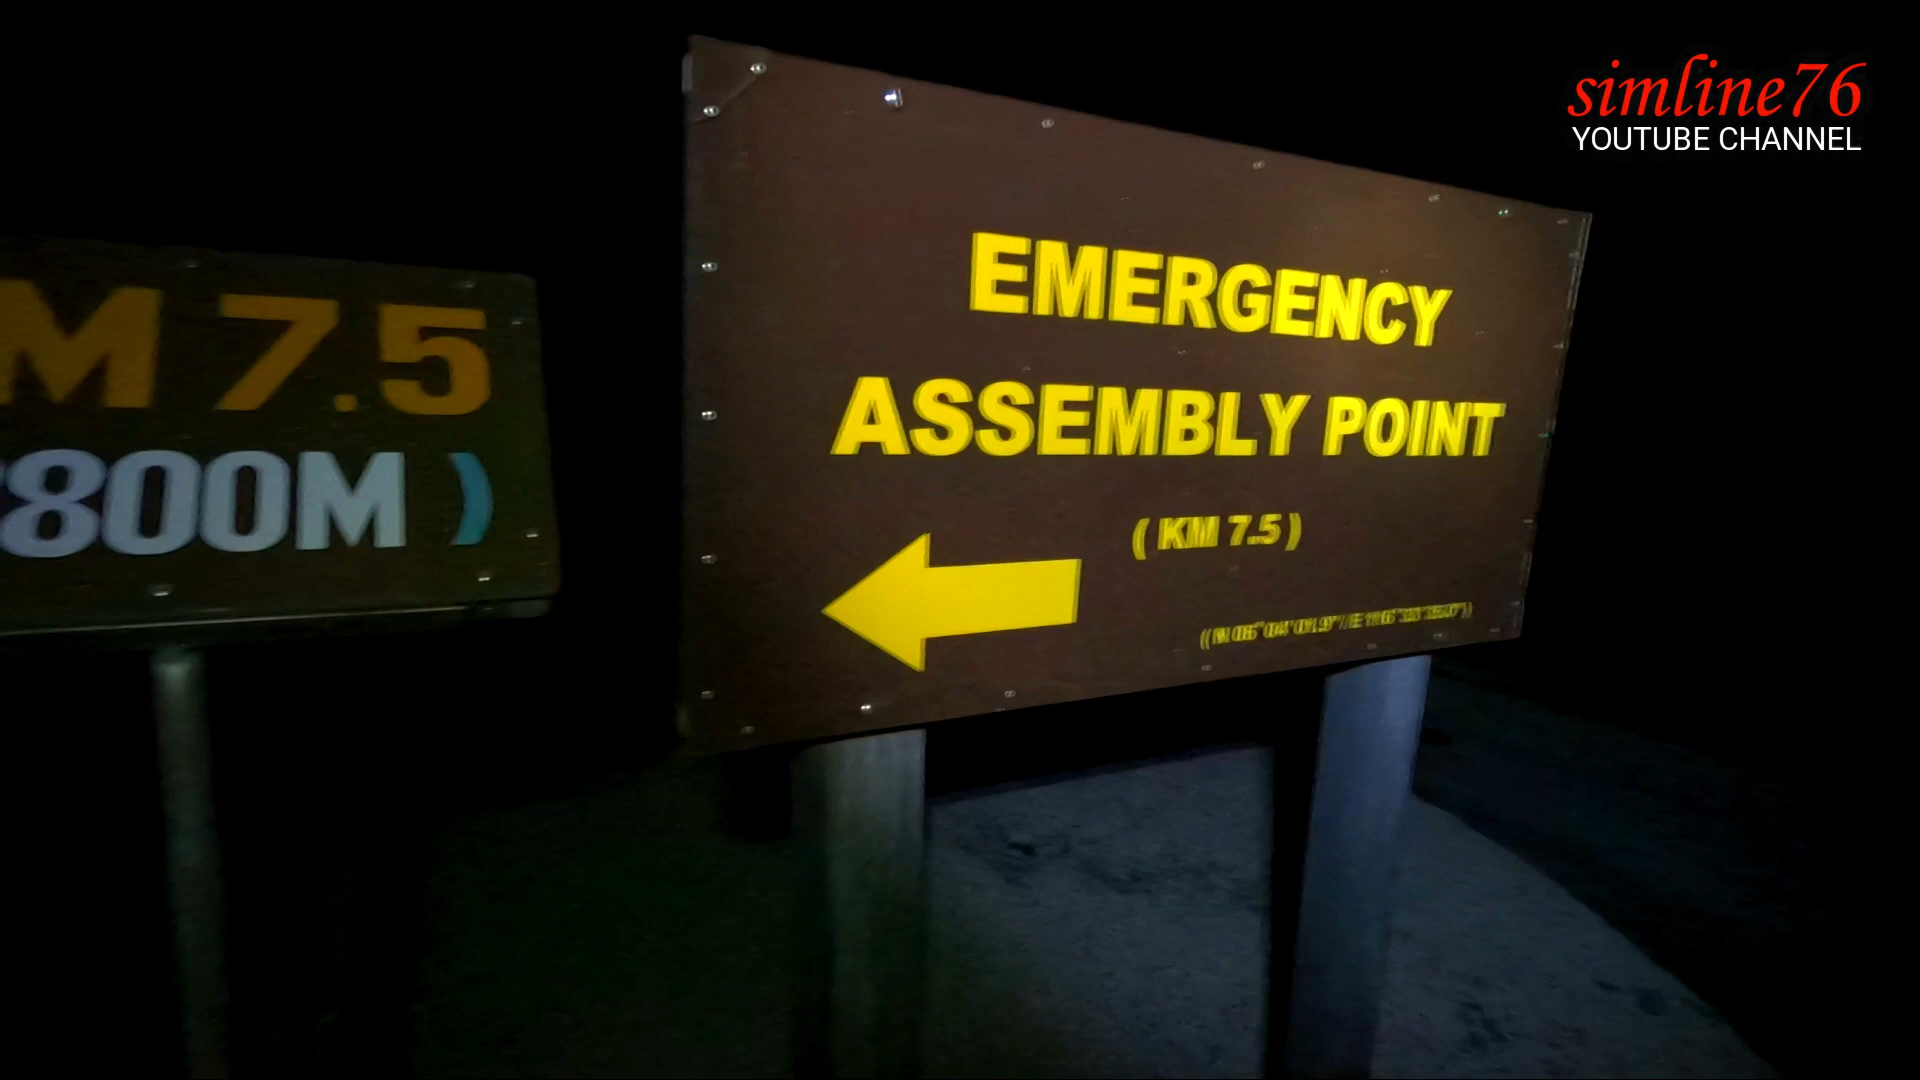 simline76
YOUTUBE CHANNEL
M 7.5
800M )
EMERGENCY
ASSEMBLY POINT
( KM 7.5 )